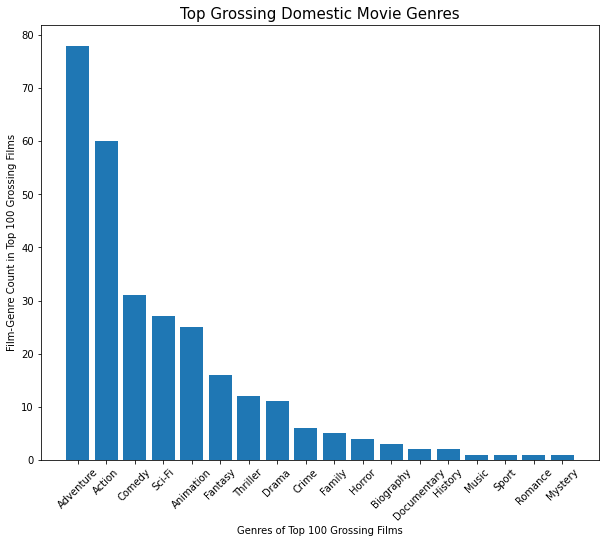 Top Grossing Domestic Movie Genres
Film-Genre Count in Top 100 Grossing Films
80
70
60
50
40
30
20
10
0
Adventure
Action
Comedy
Sci-Fi
Animation
Fantasy
Thriller
Drama
Crime
Family
Horror
Biography
Documentary
History
Music
Sport
Romance
Mystery
Genres of Top 100 Grossing Films